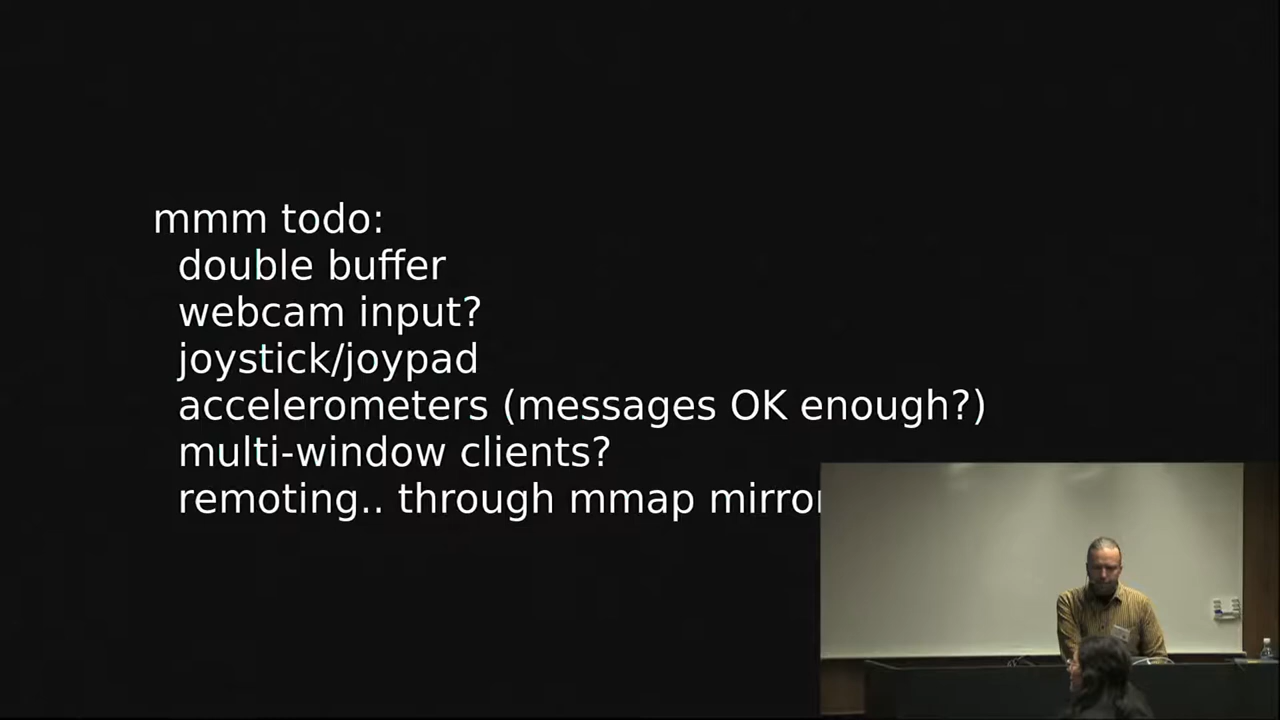 mmm todo:
double buffer
webcam input?
joystick/joypad
accelerometers (messages OK enough?)
multi-window clients?
remoting.. through mmap